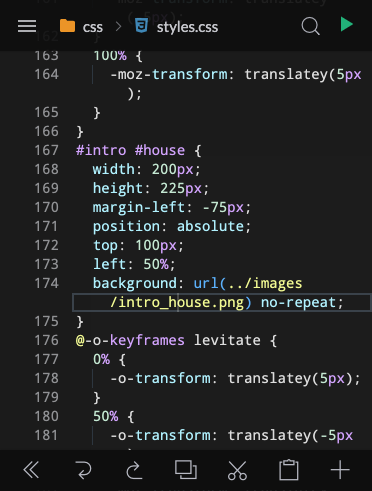 css › styles.css
163 100% {
164 -moz-transform: translatey(5px
);
165 }
166 }
167 #intro #house {
168 width: 200px;
169 height: 225px;
170 margin-left: -75px;
171 position: absolute;
172 top: 100px;
173 left: 50%;
174 background: url(../images
/intro_house.png) no-repeat;
175 }
176 @-o-keyframes levitate {
177 0% {
178 -o-transform: translatey(5px);
179 }
180 50% {
181 -o-transform: translatey(-5px